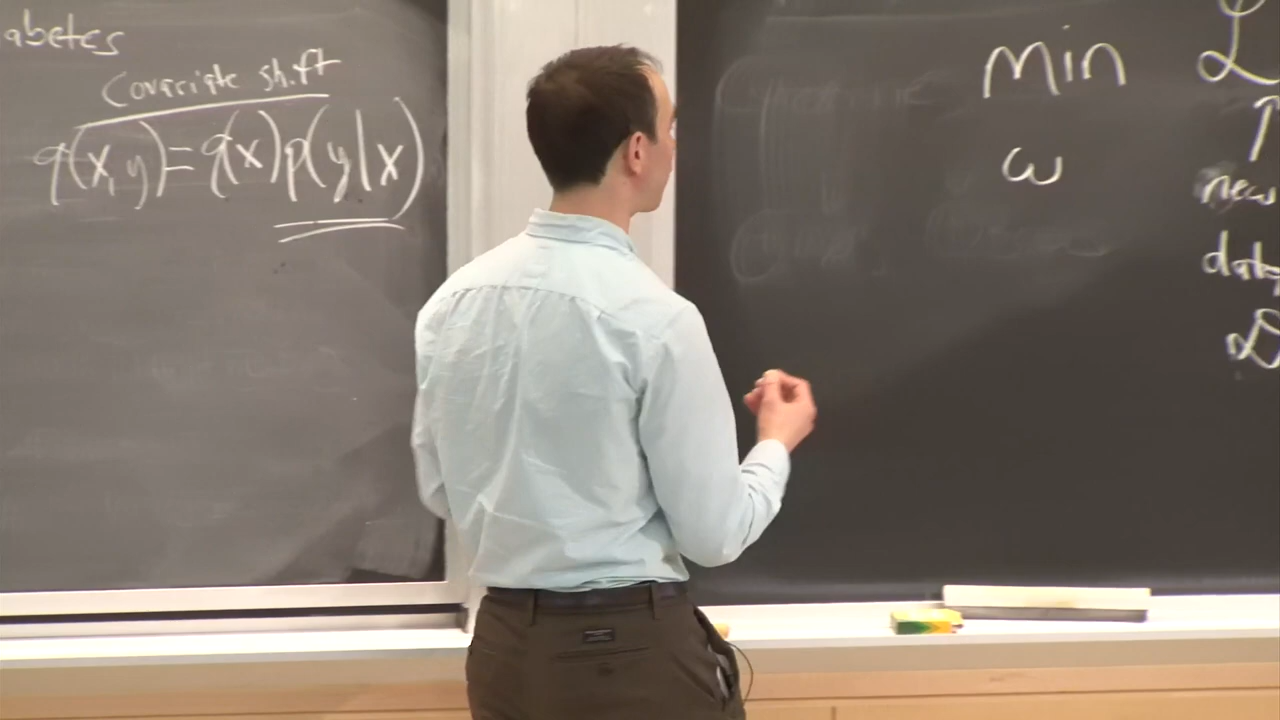 abetes
Covariate shift
q(x,y)=q(x)p(y|x)
min L
ω ↑
new
data
D